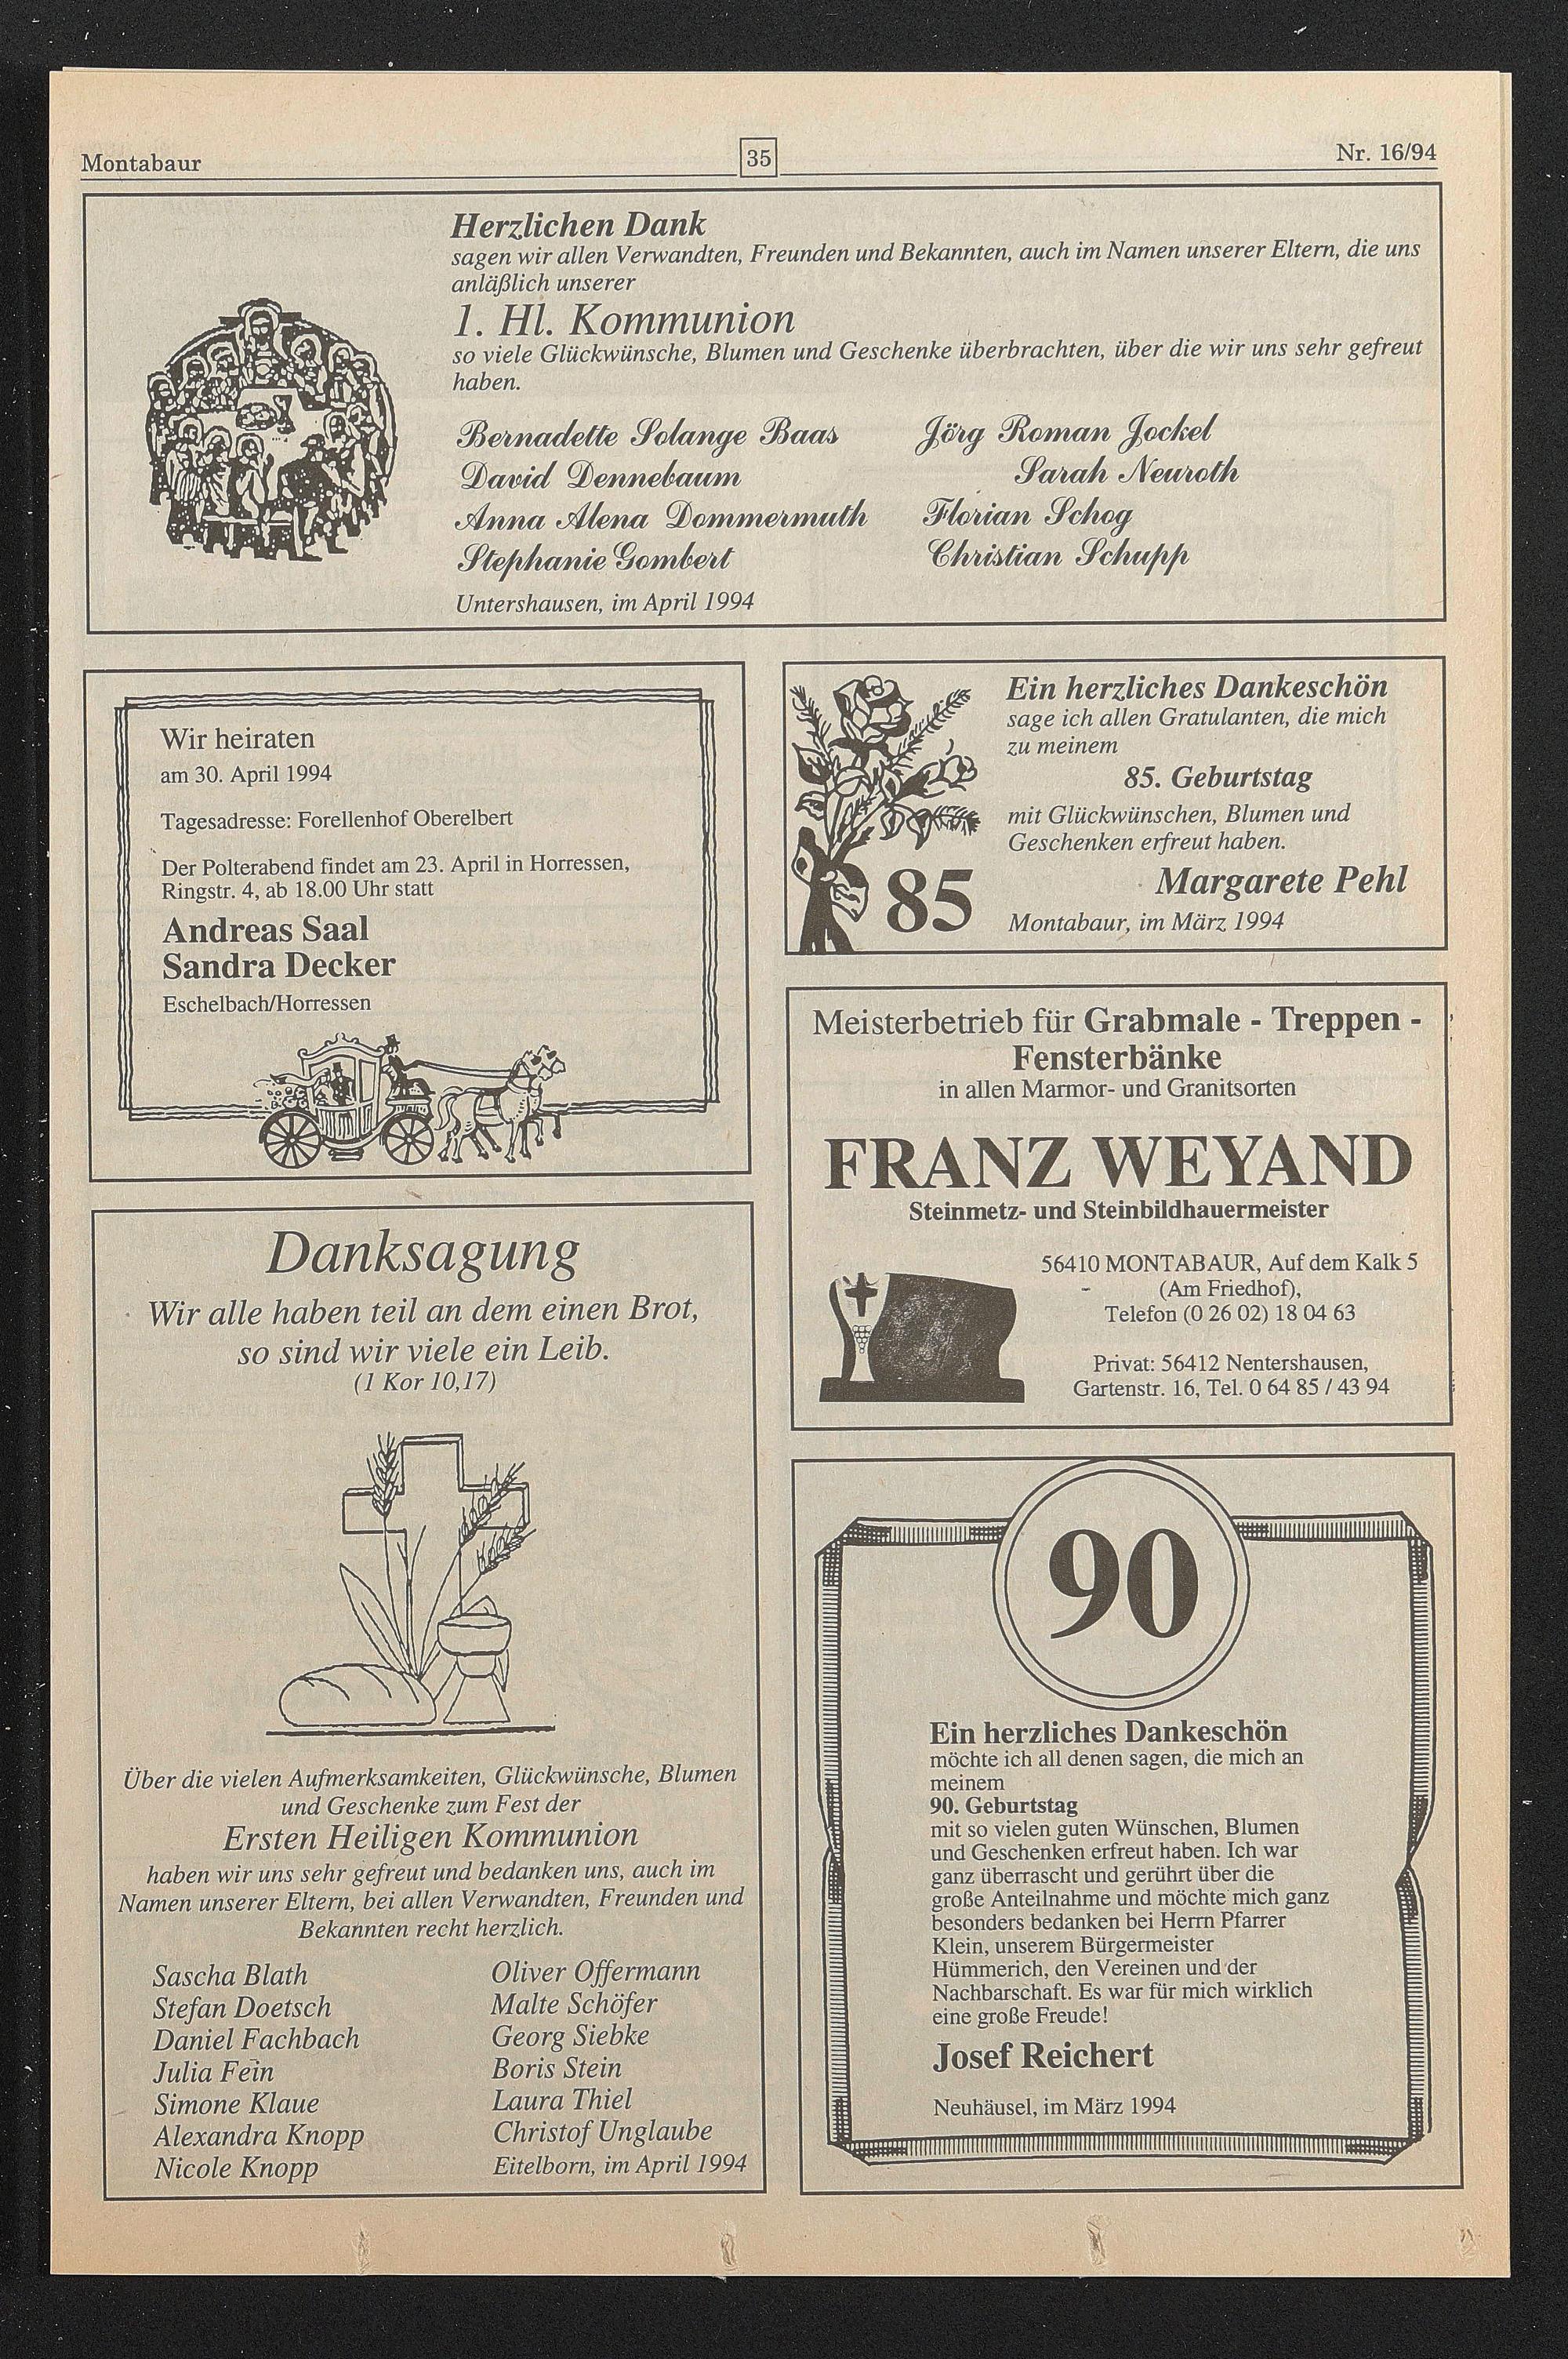 Montabaur
35
Nr. 16/94
Herzlichen Dank
sagen wir allen Verwandten, Freunden und Bekannten, auch im Namen unserer Eltern, die uns
anläßlich unserer
1. Hl. Kommunion
so viele Glückwünsche, Blumen und Geschenke überbrachten, über die wir uns sehr gefreut
haben.
Bernadette Solange Baas
David Dennebaum
Anna Alena Dommermuth
Stephanie Gombert
Jörg Roman Jockel
Sarah Neuroth
Florian Schog
Christian Schupp
Untershausen, im April 1994
Wir heiraten
am 30. April 1994
Tagesadresse: Forellenhof Oberelbert
Der Polterabend findet am 23. April in Horressen,
Ringstr. 4, ab 18.00 Uhr statt
Andreas Saal
Sandra Decker
Eschelbach/Horressen
Ein herzliches Dankeschön
sage ich allen Gratulanten, die mich
zu meinem
85. Geburtstag
mit Glückwünschen, Blumen und
Geschenken erfreut haben.
Margarete Pehl
85
Montabaur, im März 1994
Meisterbetrieb für Grabmale - Treppen -
Fensterbänke
in allen Marmor- und Granitsorten
FRANZ WEYAND
Steinmetz- und Steinbildhauermeister
56410 MONTABAUR, Auf dem Kalk 5
(Am Friedhof),
Telefon (0 26 02) 18 04 63
Privat: 56412 Nentershausen,
Gartenstr. 16, Tel. 0 64 85 / 43 94
Danksagung
Wir alle haben teil an dem einen Brot,
so sind wir viele ein Leib.
(1 Kor 10,17)
Über die vielen Aufmerksamkeiten, Glückwünsche, Blumen
und Geschenke zum Fest der
Ersten Heiligen Kommunion
haben wir uns sehr gefreut und bedanken uns, auch im
Namen unserer Eltern, bei allen Verwandten, Freunden und
Bekannten recht herzlich.
Sascha Blath
Stefan Doetsch
Daniel Fachbach
Julia Fein
Simone Klaue
Alexandra Knopp
Nicole Knopp
Oliver Offermann
Malte Schöfer
Georg Siebke
Boris Stein
Laura Thiel
Christof Unglaube
Eitelborn, im April 1994
90
Ein herzliches Dankeschön
möchte ich all denen sagen, die mich an
meinem
90. Geburtstag
mit so vielen guten Wünschen, Blumen
und Geschenken erfreut haben. Ich war
ganz überrascht und gerührt über die
große Anteilnahme und möchte mich ganz
besonders bedanken bei Herrn Pfarrer
Klein, unserem Bürgermeister
Hümmerich, den Vereinen und der
Nachbarschaft. Es war für mich wirklich
eine große Freude!
Josef Reichert
Neuhäusel, im März 1994